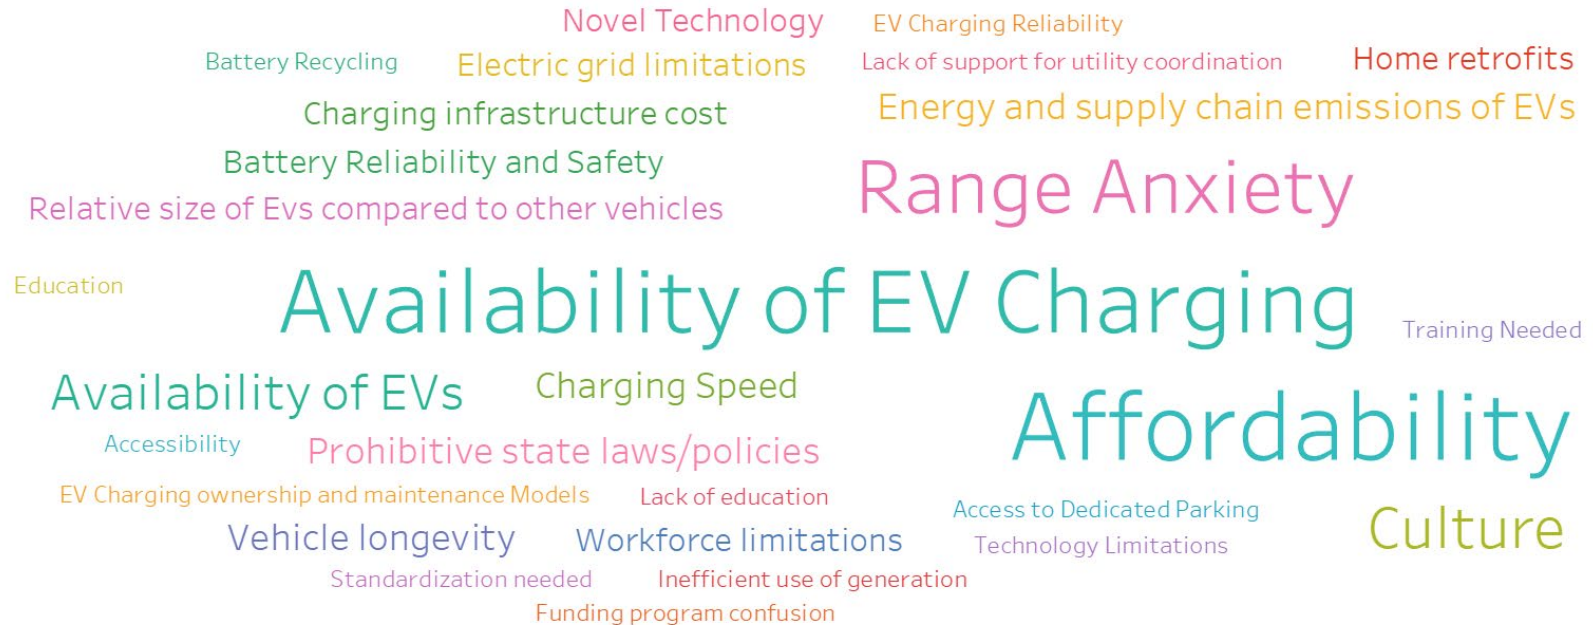 Novel Technology
EV Charging Reliability
Battery Recycling
Electric grid limitations
Lack of support for utility coordination
Home retrofits
Charging infrastructure cost
Energy and supply chain emissions of EVs
Battery Reliability and Safety
Range Anxiety
Relative size of Evs compared to other vehicles
Education
Availability of EV Charging
Training Needed
Availability of EVs
Charging Speed
Affordability
Accessibility
Prohibitive state laws/policies
EV Charging ownership and maintenance Models
Lack of education
Access to Dedicated Parking
Culture
Vehicle longevity
Workforce limitations
Technology Limitations
Standardization needed
Inefficient use of generation
Funding program confusion